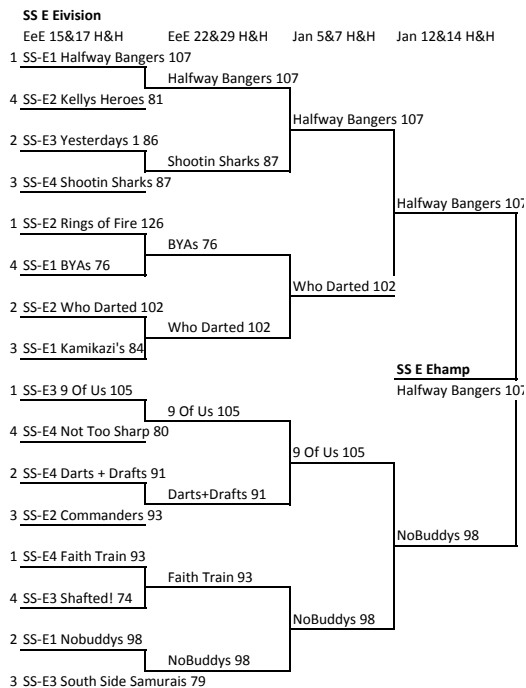 SS E Eivision
EeE 15&17 H&H EeE 22&29 H&H Jan 5&7 H&H Jan 12&14 H&H
1 SS-E1 Halfway Bangers 107
Halfway Bangers 107
4 SS-E2 Kellys Heroes 81
Halfway Bangers 107
2 SS-E3 Yesterdays 1 86
Shootin Sharks 87
3 SS-E4 Shootin Sharks 87
Halfway Bangers 107
1 SS-E2 Rings of Fire 126
BYAs 76
4 SS-E1 BYAs 76
Who Darted 102
2 SS-E2 Who Darted 102
Who Darted 102
3 SS-E1 Kamikazi's 84
SS E Ehamp
1 SS-E3 9 Of Us 105
Halfway Bangers 107
9 Of Us 105
4 SS-E4 Not Too Sharp 80
9 Of Us 105
2 SS-E4 Darts + Drafts 91
Darts+Drafts 91
3 SS-E2 Commanders 93
NoBuddys 98
1 SS-E4 Faith Train 93
Faith Train 93
4 SS-E3 Shafted! 74
NoBuddys 98
2 SS-E1 Nobuddys 98
NoBuddys 98
3 SS-E3 South Side Samurais 79